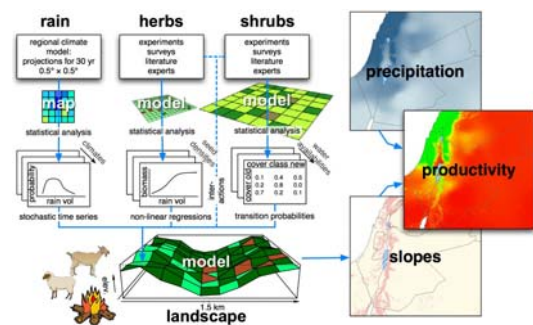 rain
herbs
shrubs
regional climate
model:
projections for 30 yr
0.5° × 0.5°
experiments
surveys
literature
experts
experiments
surveys
literature
experts
map
model
model
statistical analysis
statistical analysis
statistical analysis
climates
seed
densities
water
availabilities
probability
rain vol
biomass
rain vol
inter-
actions
cover class new
cover old
0.1 0.4 0.5
0.2 0.8 0.0
0.7 0.2 0.1
stochastic time series
non-linear regressions
transition probabilities
model
1.5 km
landscape
precipitation
productivity
slopes